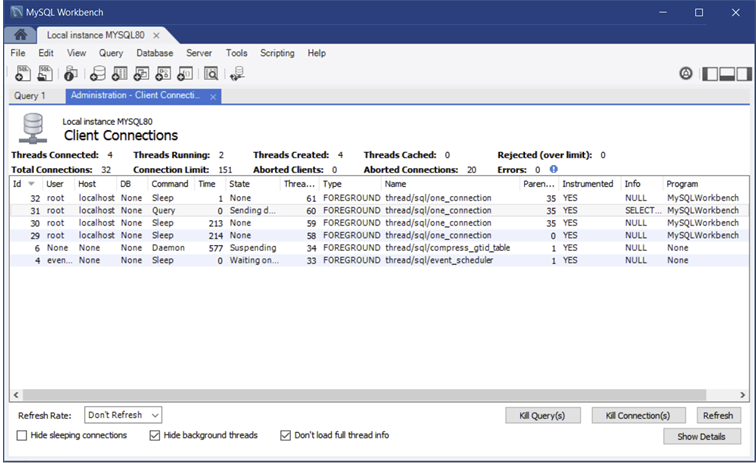 MySQL Workbench
Local instance MYSQL80 ×
File Edit View Query Database Server Tools Scripting Help
Query 1 Administration - Client Connecti... ×
Local instance MYSQL80
Client Connections
Threads Connected: 4 Threads Running: 2 Threads Created: 4 Threads Cached: 0 Rejected (over limit): 0
Total Connections: 32 Connection Limit: 151 Aborted Clients: 0 Aborted Connections: 20 Errors: 0
Id User Host DB Command Time State Threa... Type Name Paren... Instrumented Info Program
32 root localhost None Sleep 1 None 61 FOREGROUND thread/sql/one_connection 35 YES NULL MySQLWorkbench
31 root localhost None Query 0 Sending d... 60 FOREGROUND thread/sql/one_connection 35 YES SELECT... MySQLWorkbench
30 root localhost None Sleep 213 None 59 FOREGROUND thread/sql/one_connection 35 YES NULL MySQLWorkbench
29 root localhost None Sleep 214 None 58 FOREGROUND thread/sql/one_connection 0 YES NULL MySQLWorkbench
6 None None None Daemon 577 Suspending 34 FOREGROUND thread/sql/compress_gtid_table 1 YES NULL None
4 even... None None Sleep 0 Waiting on... 33 FOREGROUND thread/sql/event_scheduler 1 YES NULL None
Refresh Rate: Don't Refresh Kill Query(s) Kill Connection(s) Refresh
Hide sleeping connections Hide background threads Don't load full thread info Show Details